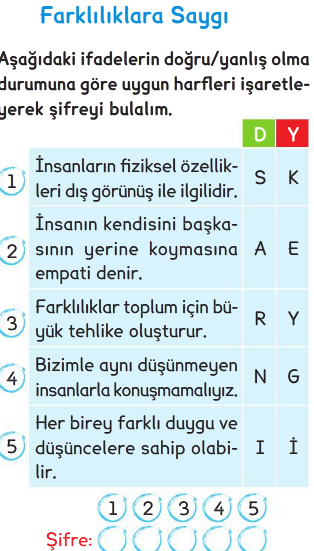 Farklılıklara Saygı
Aşağıdaki ifadelerin doğru/yanlış olma
durumuna göre uygun harfleri işaretle-
yerek şifreyi bulalım.
D Y
1 İnsanların fiziksel özellik-
leri dış görünüş ile ilgilidir. S K
İnsanın kendisini başka-
2 sının yerine koymasına A E
empati denir.
3 Farklılıklar toplum için bü-
yük tehlike oluşturur. R Y
4 Bizimle aynı düşünmeyen
insanlarla konuşmamalıyız. N G
Her birey farklı duygu ve
5 düşüncelere sahip olabi- I İ
lir.
1 2 3 4 5
Şifre: